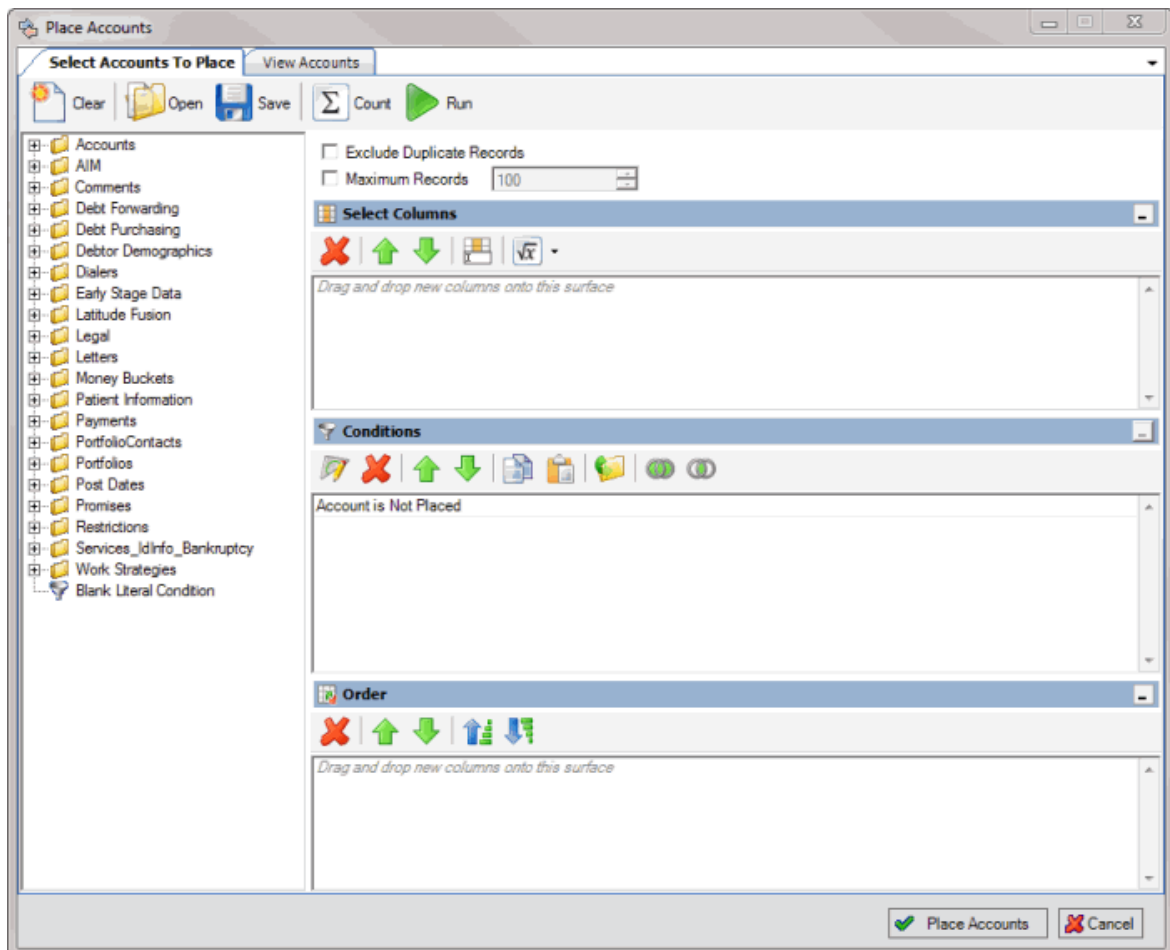 Place Accounts
Select Accounts To Place View Accounts
Clear Open Save Σ Count Run
Accounts
AIM
Comments
Debt Forwarding
Debt Purchasing
Debtor Demographics
Dialers
Early Stage Data
Latitude Fusion
Legal
Letters
Money Buckets
Patient Information
Payments
PortfolioContacts
Portfolios
Post Dates
Promises
Restrictions
Services_IdInfo_Bankruptcy
Work Strategies
Blank Literal Condition
Exclude Duplicate Records
Maximum Records 100
Select Columns
√x
Drag and drop new columns onto this surface
Conditions
Account is Not Placed
Order
Drag and drop new columns onto this surface
Place Accounts Cancel